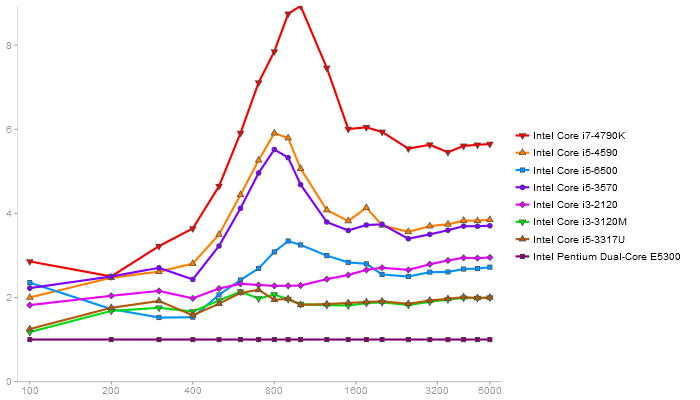 8
6
4
2
0
100 200 400 800 1600 3200 5000
Intel Core i7-4790K
Intel Core i5-4590
Intel Core i5-6500
Intel Core i5-3570
Intel Core i3-2120
Intel Core i3-3120M
Intel Core i5-3317U
Intel Pentium Dual-Core E5300